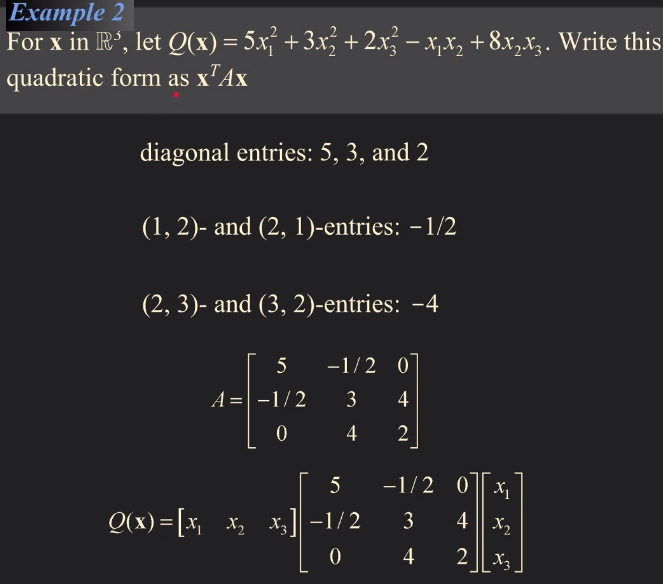 Example 2
For x in ℝ³, let Q(x) = 5x₁² + 3x₂² + 2x₃² − x₁x₂ + 8x₂x₃. Write this
quadratic form as xᵀAx
diagonal entries: 5, 3, and 2
(1, 2)- and (2, 1)-entries: −1/2
(2, 3)- and (3, 2)-entries: −4
A = [ 5 −1/2 0
−1/2 3 4
0 4 2 ]
Q(x) = [x₁ x₂ x₃] [ 5 −1/2 0
−1/2 3 4
0 4 2 ] [ x₁
x₂
x₃ ]